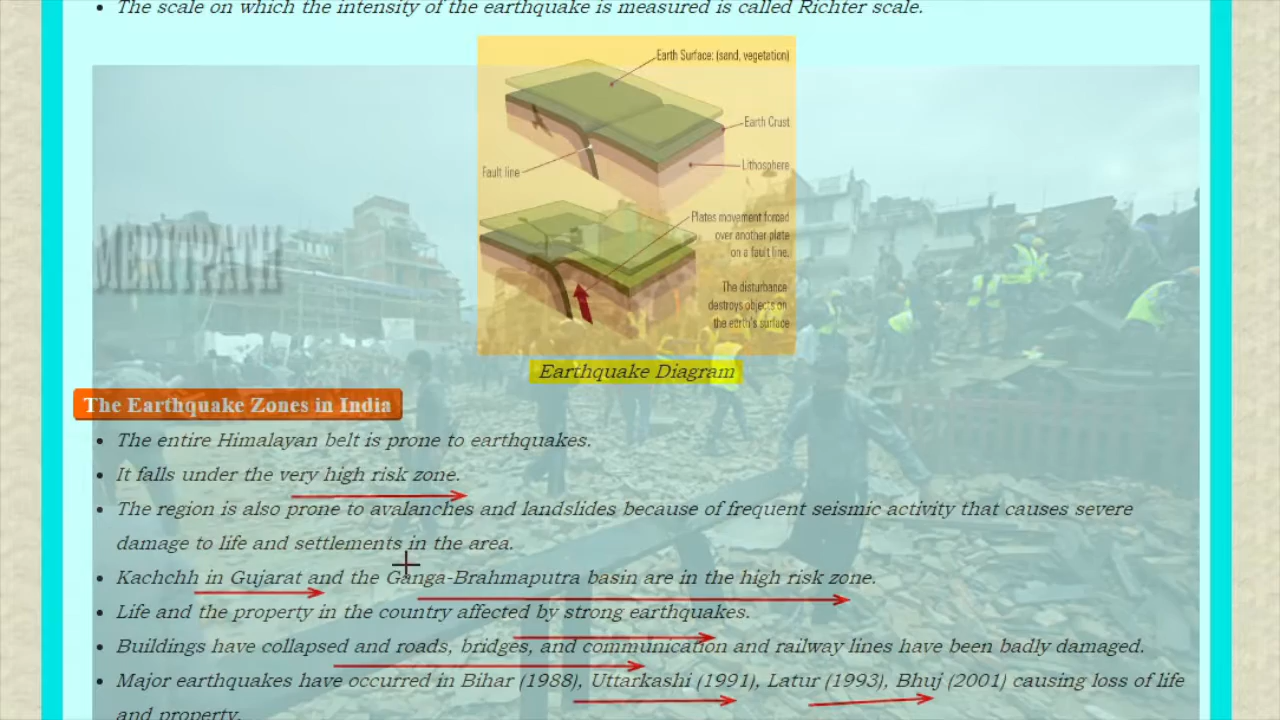 The scale on which the intensity of the earthquake is measured is called Richter scale.
Earth Surface: (sand, vegetation)
Earth Crust
Lithosphere
Fault line
Plates movement forced
over another plate
on a fault line.
The disturbance
destroys objects on
the earth's surface
MERITPATH
Earthquake Diagram
The Earthquake Zones in India
The entire Himalayan belt is prone to earthquakes.
It falls under the very high risk zone.
The region is also prone to avalanches and landslides because of frequent seismic activity that causes severe
damage to life and settlements in the area.
Kachchh in Gujarat and the Ganga-Brahmaputra basin are in the high risk zone.
Life and the property in the country affected by strong earthquakes.
Buildings have collapsed and roads, bridges, and communication and railway lines have been badly damaged.
Major earthquakes have occurred in Bihar (1988), Uttarkashi (1991), Latur (1993), Bhuj (2001) causing loss of life
and property.